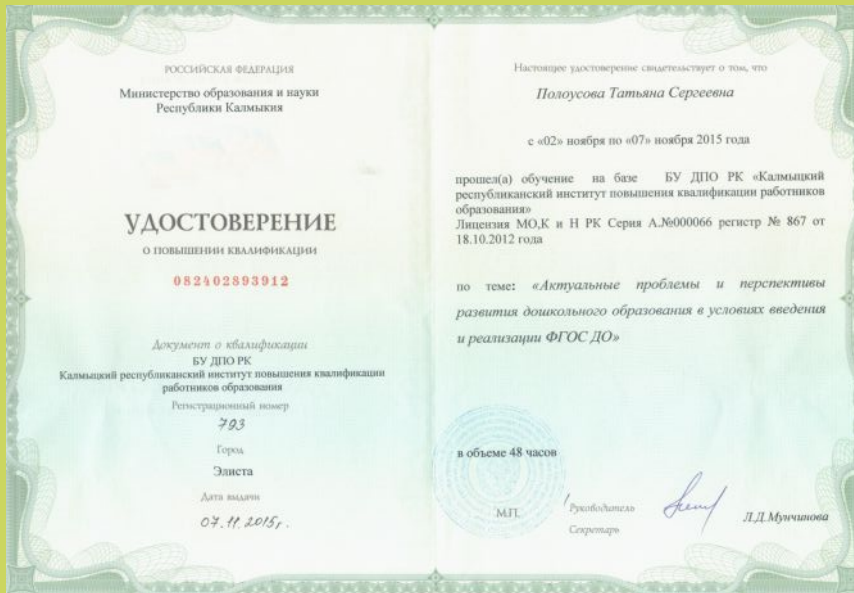 РОССИЙСКАЯ ФЕДЕРАЦИЯ
Министерство образования и науки
Республики Калмыкия
УДОСТОВЕРЕНИЕ
О ПОВЫШЕНИИ КВАЛИФИКАЦИИ
082402893912
Документ о квалификации
БУ ДПО РК
Калмыцкий республиканский институт повышения квалификации
работников образования
Регистрационный номер
793
Город
Элиста
Дата выдачи
07.11.2015г.
Настоящее удостоверение свидетельствует о том, что
Полоусова Татьяна Сергеевна
с «02» ноября по «07» ноября 2015 года
прошел(а) обучение на базе БУ ДПО РК «Калмыцкий
республиканский институт повышения квалификации работников
образования»
Лицензия МО,К и Н РК Серия А.№000066 регистр № 867 от
18.10.2012 года
по теме: «Актуальные проблемы и перспективы
развития дошкольного образования в условиях введения
и реализации ФГОС ДО»
в объеме 48 часов
М.П.
Руководитель
Л.Д.Мунчинова
Секретарь